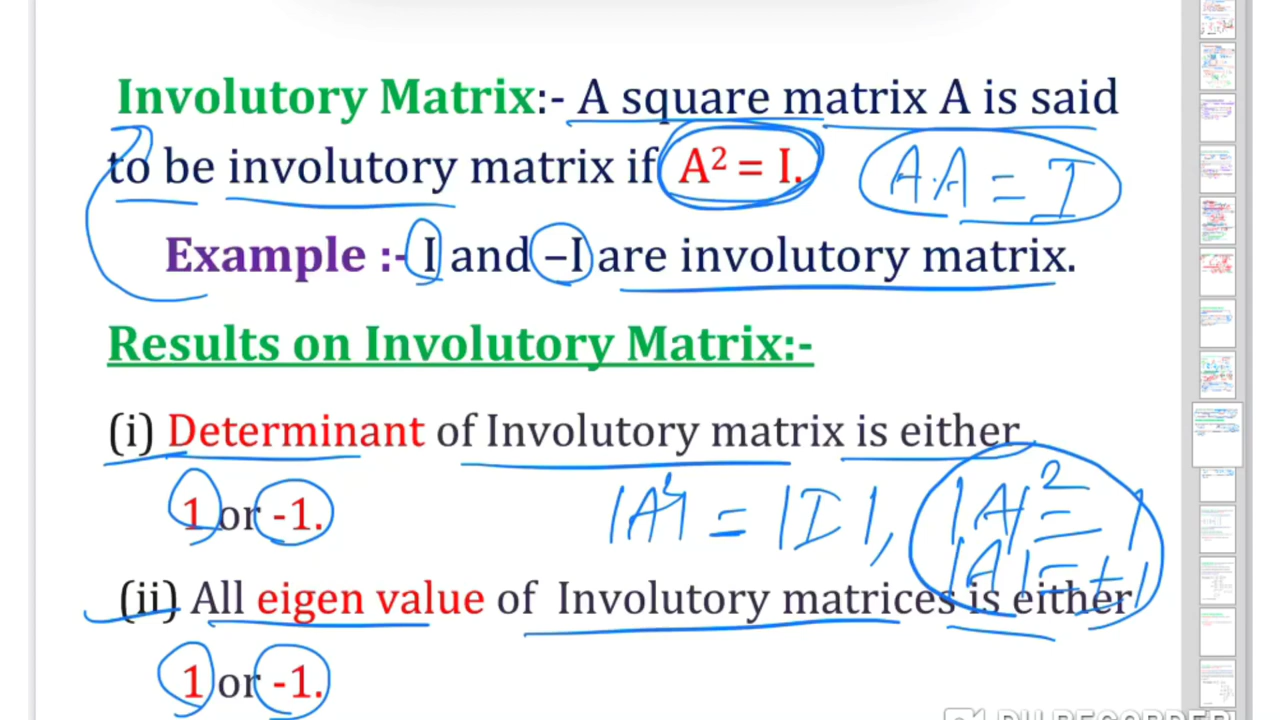 Involutory Matrix:- A square matrix A is said
to be involutory matrix if A² = I. A.A = I
Example :- I and –I are involutory matrix.
Results on Involutory Matrix:-
(i) Determinant of Involutory matrix is either
1 or -1. |A²| = |I|, |A|² = 1
|A| = ±1
(ii) All eigen value of Involutory matrices is either
1 or -1.